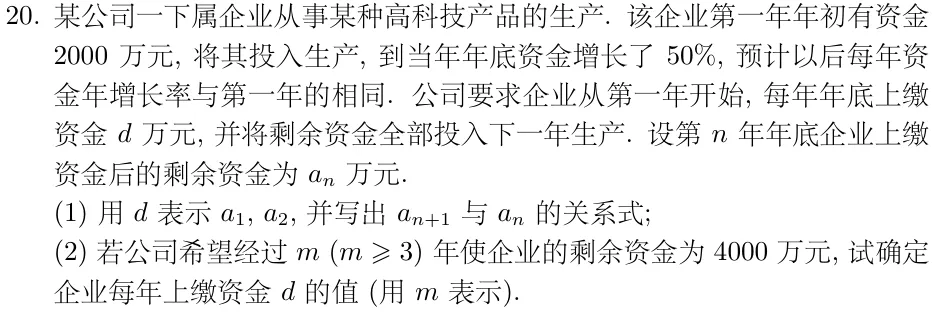 20. 某公司一下属企业从事某种高科技产品的生产. 该企业第一年年初有资金
2000 万元, 将其投入生产, 到当年年底资金增长了 50%, 预计以后每年资
金年增长率与第一年的相同. 公司要求企业从第一年开始, 每年年底上缴
资金 d 万元, 并将剩余资金全部投入下一年生产. 设第 n 年年底企业上缴
资金后的剩余资金为 aₙ 万元.
(1) 用 d 表示 a₁, a₂, 并写出 aₙ₊₁ 与 aₙ 的关系式;
(2) 若公司希望经过 m (m ⩾ 3) 年使企业的剩余资金为 4000 万元, 试确定
企业每年上缴资金 d 的值 (用 m 表示).